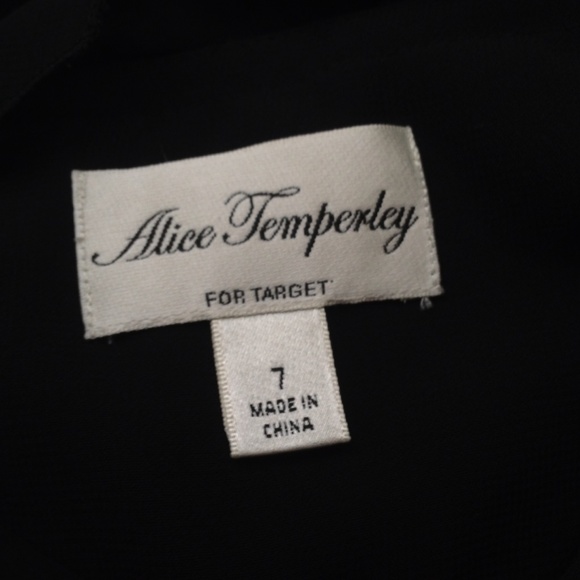 Alice Temperley
FOR TARGET
7
MADE IN
CHINA